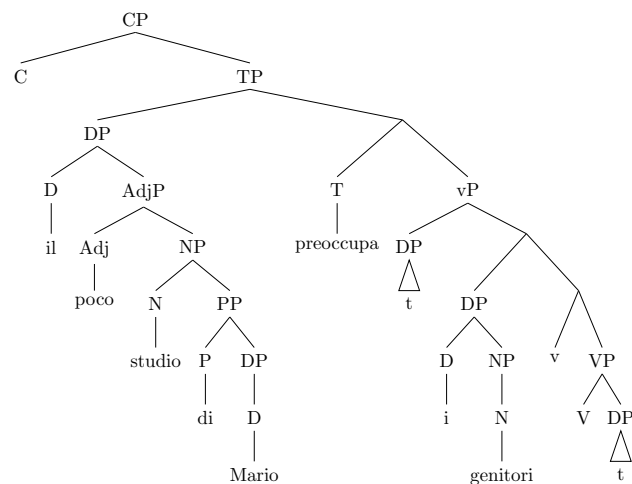 CP
C TP
DP
D AdjP T vP
il Adj NP preoccupa DP
poco N PP t DP
studio P DP D NP v VP
di D i N V DP
Mario genitori t